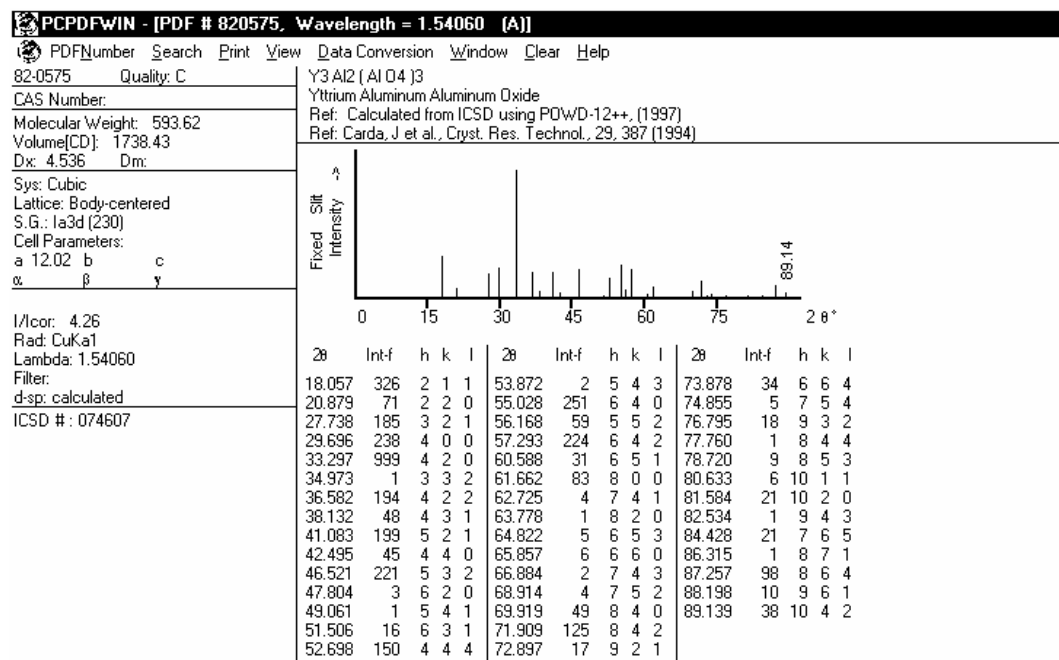 PCPDFWIN - [PDF # 820575, Wavelength = 1.54060 (A)]
PDFNumber Search Print View Data Conversion Window Clear Help
82-0575 Quality: C
CAS Number:
Molecular Weight: 593.62
Volume[CD]: 1738.43
Dx: 4.536 Dm:
Sys: Cubic
Lattice: Body-centered
S.G.: Ia3d (230)
Cell Parameters:
a 12.02 b c
α β γ
I/Icor: 4.26
Rad: CuKa1
Lambda: 1.54060
Filter:
d-sp: calculated
ICSD # : 074607
Y3 Al2 ( Al O4 )3
Yttrium Aluminum Aluminum Oxide
Ref: Calculated from ICSD using POWD-12++, (1997)
Ref: Carda, J et al., Cryst. Res. Technol., 29, 387 (1994)
Fixed Slit
Intensity ->
89.14
0 15 30 45 60 75 2 θ °
2θ Int-f h k l 2θ Int-f h k l 2θ Int-f h k l
18.057 326 2 1 1 53.872 2 5 4 3 73.878 34 6 6 4
20.879 71 2 2 0 55.028 251 6 4 0 74.855 5 7 5 4
27.738 185 3 2 1 56.168 59 5 5 2 76.795 18 9 3 2
29.696 238 4 0 0 57.293 224 6 4 2 77.760 1 8 4 4
33.297 999 4 2 0 60.588 31 6 5 1 78.720 9 8 5 3
34.973 1 3 3 2 61.662 83 8 0 0 80.633 6 10 1 1
36.582 194 4 2 2 62.725 4 7 4 1 81.584 21 10 2 0
38.132 48 4 3 1 63.778 1 8 2 0 82.534 1 9 4 3
41.083 199 5 2 1 64.822 5 6 5 3 84.428 21 7 6 5
42.495 45 4 4 0 65.857 6 6 6 0 86.315 1 8 7 1
46.521 221 5 3 2 66.884 2 7 4 3 87.257 98 8 6 4
47.804 3 6 2 0 68.914 4 7 5 2 88.198 10 9 6 1
49.061 1 5 4 1 69.919 49 8 4 0 89.139 38 10 4 2
51.506 16 6 3 1 71.909 125 8 4 2
52.698 150 4 4 4 72.897 17 9 2 1